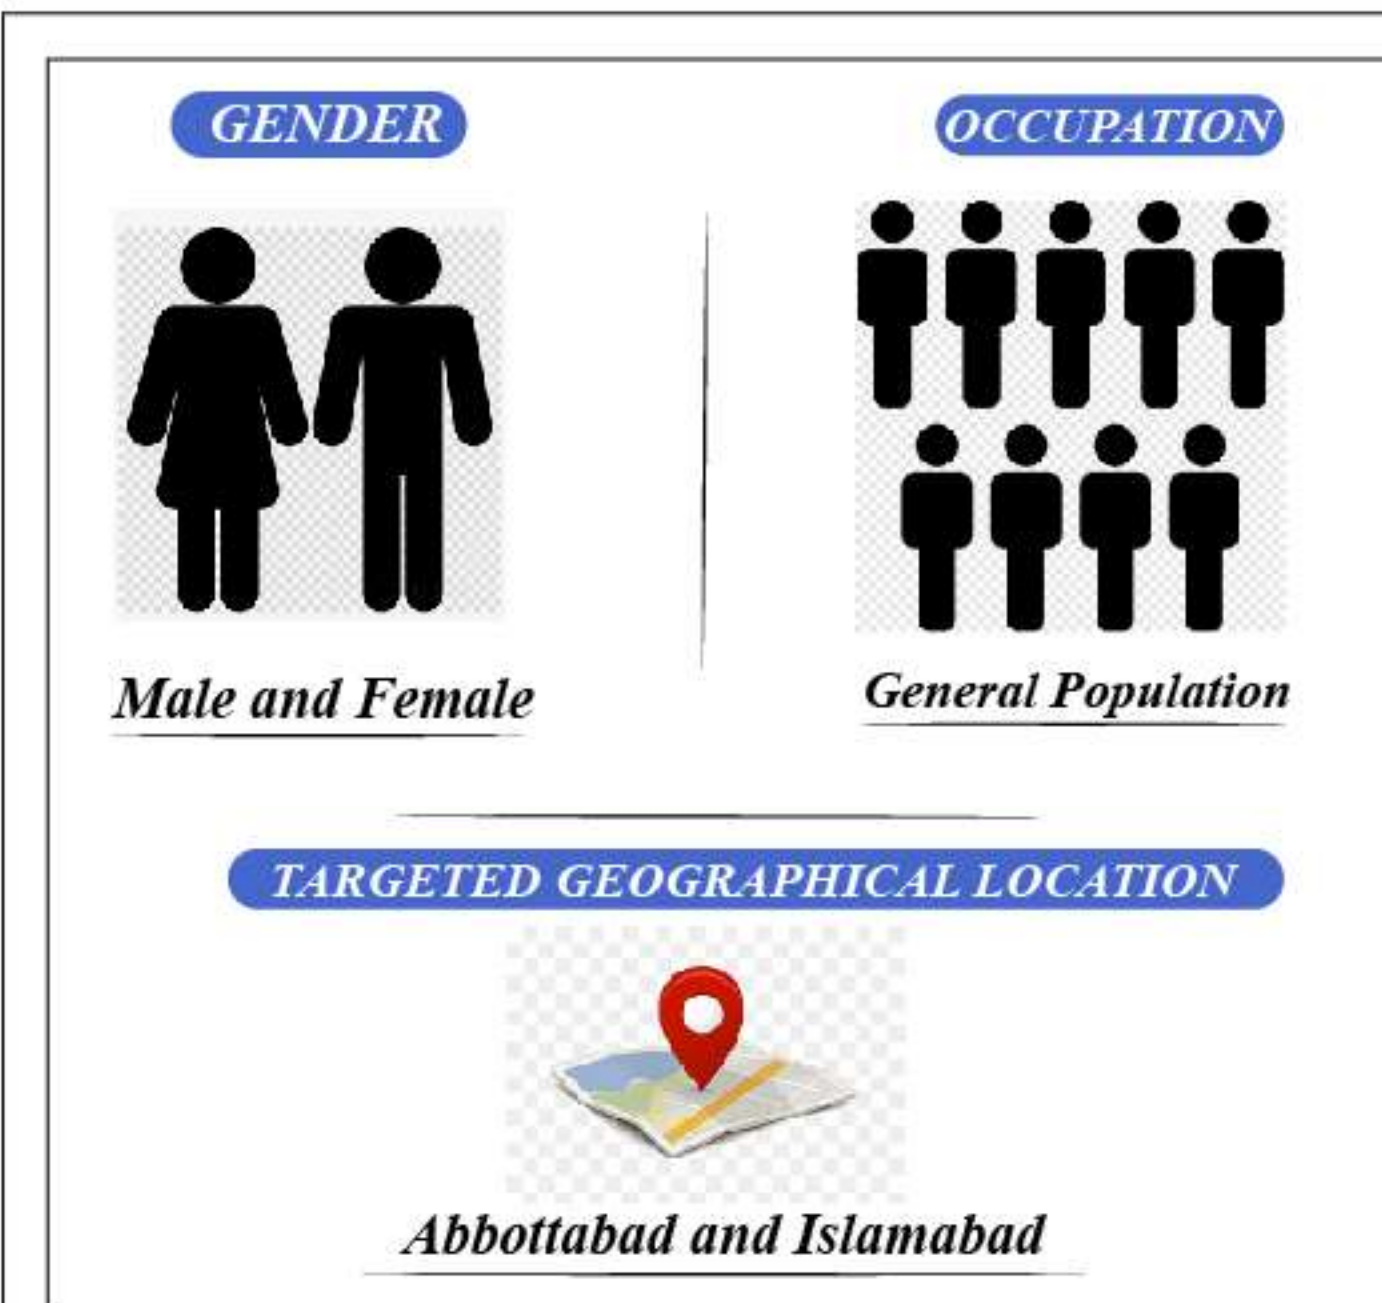 GENDER
OCCUPATION
Male and Female
General Population
TARGETED GEOGRAPHICAL LOCATION
Abbottabad and Islamabad